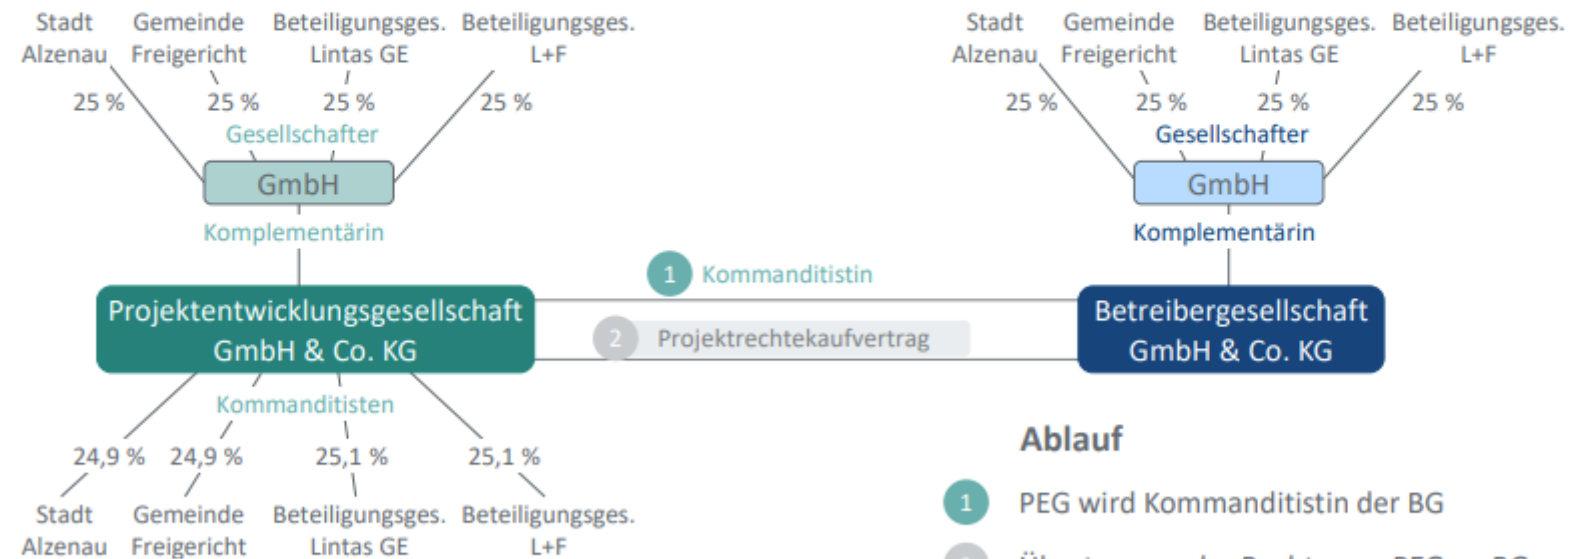 Stadt Alzenau
Gemeinde Freigericht
Beteiligungsges. Lintas GE
Beteiligungsges. L+F
25 % 25 % 25 % 25 %
Gesellschafter
GmbH
Komplementärin
Projektentwicklungsgesellschaft
GmbH & Co. KG
Kommanditisten
24,9 % 24,9 % 25,1 % 25,1 %
Stadt Alzenau
Gemeinde Freigericht
Beteiligungsges. Lintas GE
Beteiligungsges. L+F
1 Kommanditistin
2 Projektrechtekaufvertrag
Stadt Alzenau
Gemeinde Freigericht
Beteiligungsges. Lintas GE
Beteiligungsges. L+F
25 % 25 % 25 % 25 %
Gesellschafter
GmbH
Komplementärin
Betreibergesellschaft
GmbH & Co. KG
Ablauf
1 PEG wird Kommanditistin der BG